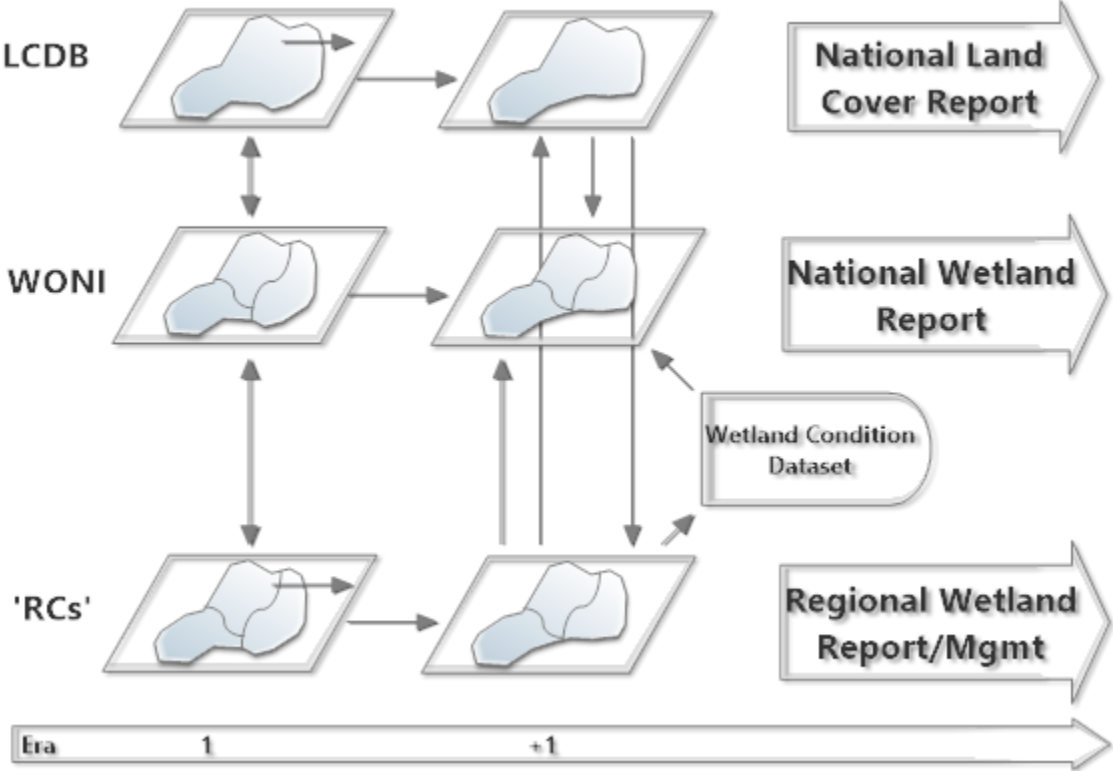 LCDB
National Land
Cover Report
WONI
National Wetland
Report
Wetland Condition
Dataset
'RCs'
Regional Wetland
Report/Mgmt
Era 1 +1